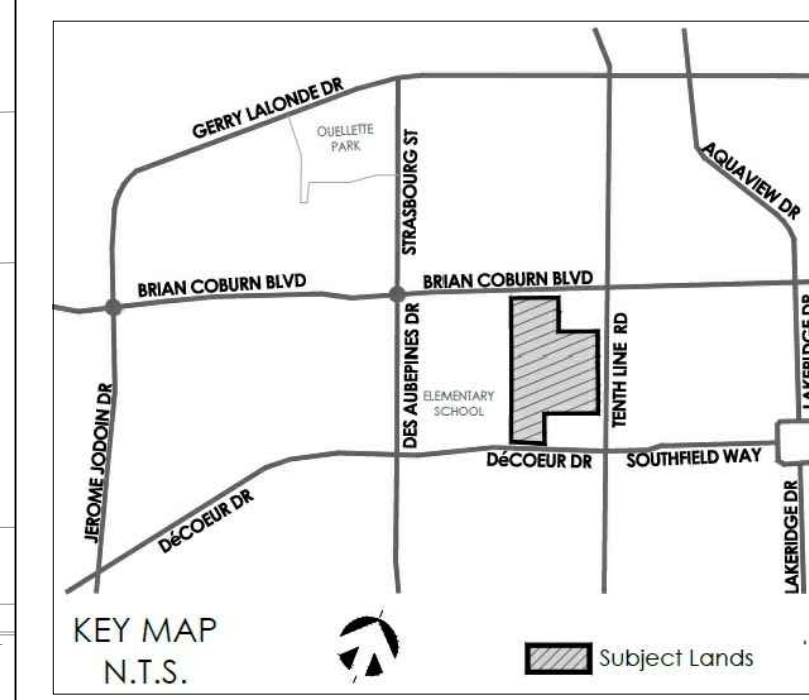 GERRY LALONDE DR
OUELLETTE
PARK
STRASBOURG ST
AQUAVIEW DR
BRIAN COBURN BLVD
BRIAN COBURN BLVD
LAKERIDGE DR
JEROME JODOIN DR
DES AUBEPINES DR
ELEMENTARY
SCHOOL
TENTH LINE RD
DéCOEUR DR
DéCOEUR DR
SOUTHFIELD WAY
LAKERIDGE DR
KEY MAP
N.T.S.
Subject Lands